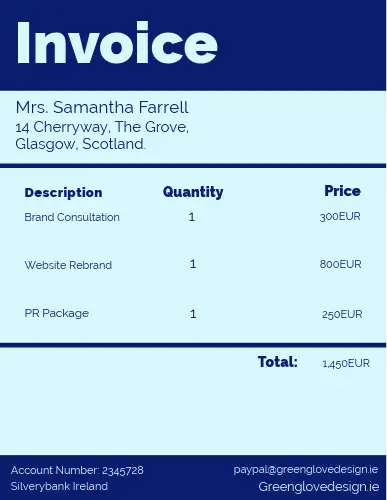 Invoice
Mrs. Samantha Farrell
14 Cherryway, The Grove,
Glasgow, Scotland.
Description Quantity Price
Brand Consultation 1 300EUR
Website Rebrand 1 800EUR
PR Package 1 250EUR
Total: 1,450EUR
Account Number: 2345728 paypal@greenglovedesign.ie
Silverybank Ireland Greenglovedesign.ie